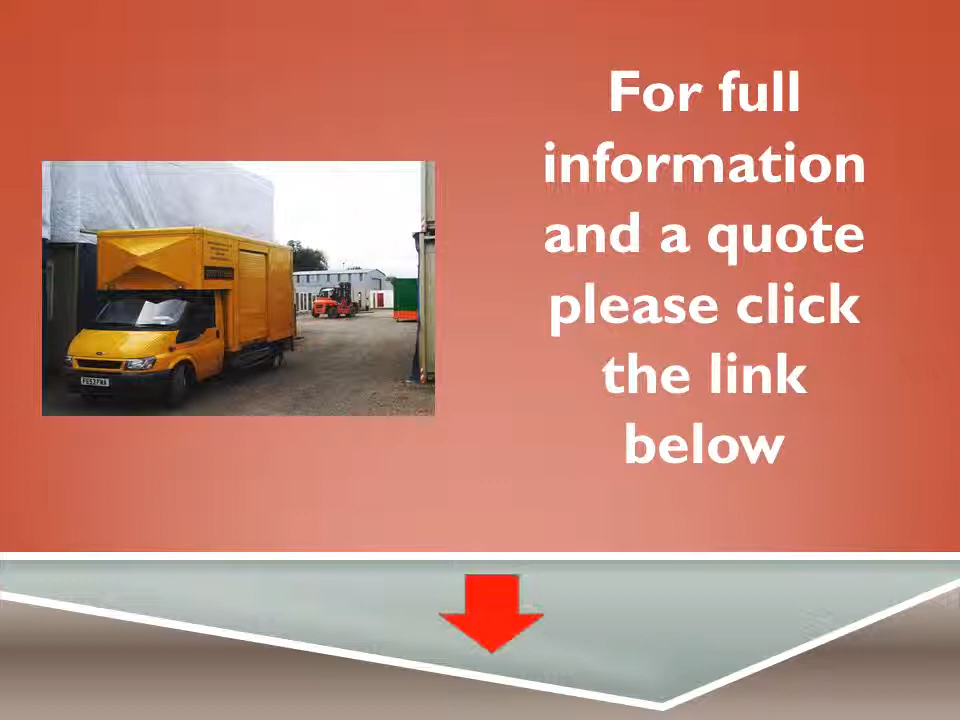 For full
information
and a quote
please click
the link
below